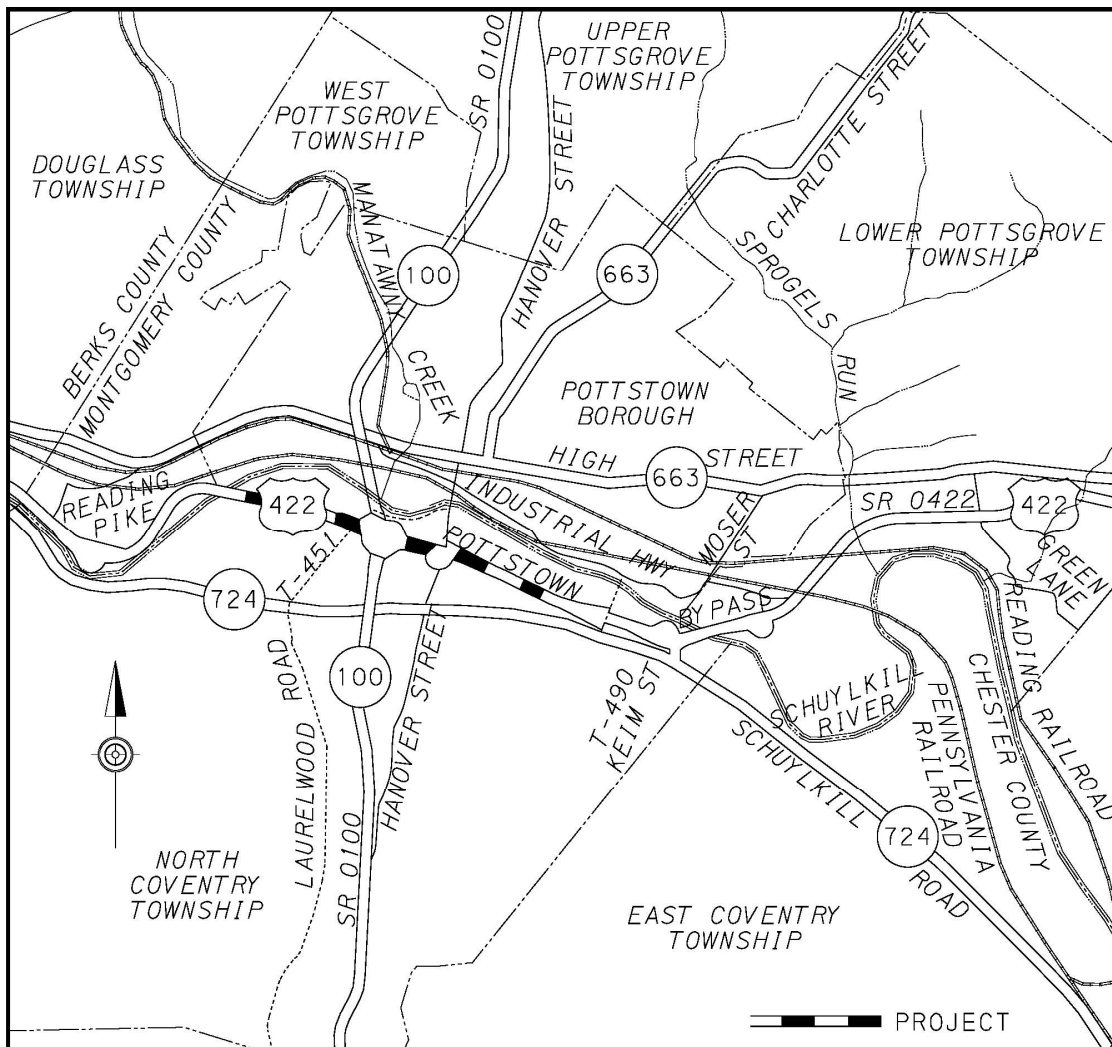 UPPER
POTTSGROVE
TOWNSHIP
SR 0100
HANOVER STREET
CHARLOTTE STREET
WEST
POTTSGROVE
TOWNSHIP
DOUGLASS
TOWNSHIP
MANATAWNY
CREEK
BERKS COUNTY
MONTGOMERY COUNTY
100
HANOVER STREET
663
SPROGELS
RUN
LOWER POTTSGROVE
TOWNSHIP
POTTSTOWN
BOROUGH
HIGH
663
STREET
READING
PIKE
422
INDUSTRIAL HWY
MOSER
ST
SR 0422
422
GREEN
LANE
T-451
POTTSTOWN
BYPASS
724
LAURELWOOD ROAD
100
HANOVER STREET
T-490
KEIM ST
SCHUYLKILL
RIVER
SCHUYLKILL
724
ROAD
PENNSYLVANIA
RAILROAD
CHESTER COUNTY
READING RAILROAD
SR 0100
NORTH
COVENTRY
TOWNSHIP
EAST COVENTRY
TOWNSHIP
PROJECT